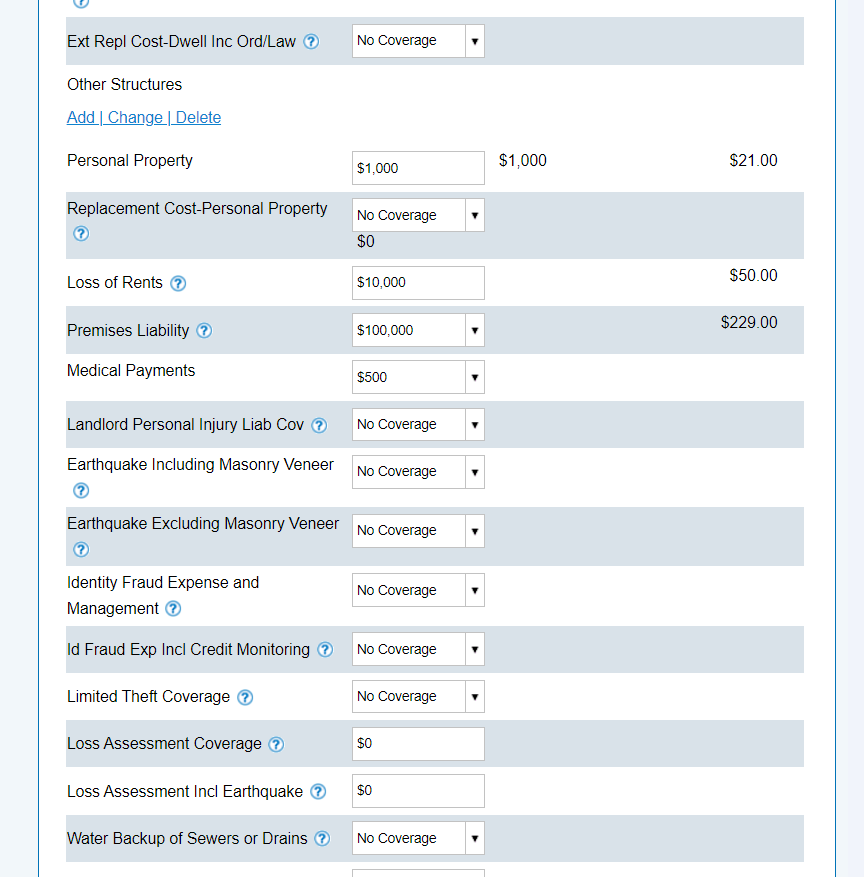 ?
Ext Repl Cost-Dwell Inc Ord/Law ? No Coverage ▼
Other Structures
Add | Change | Delete
Personal Property $1,000 $1,000 $21.00
Replacement Cost-Personal Property No Coverage ▼
?
$0
Loss of Rents ? $10,000 $50.00
Premises Liability ? $100,000 ▼ $229.00
Medical Payments $500 ▼
Landlord Personal Injury Liab Cov ? No Coverage ▼
Earthquake Including Masonry Veneer No Coverage ▼
?
Earthquake Excluding Masonry Veneer No Coverage ▼
?
Identity Fraud Expense and No Coverage ▼
Management ?
Id Fraud Exp Incl Credit Monitoring ? No Coverage ▼
Limited Theft Coverage ? No Coverage ▼
Loss Assessment Coverage ? $0
Loss Assessment Incl Earthquake ? $0
Water Backup of Sewers or Drains ? No Coverage ▼